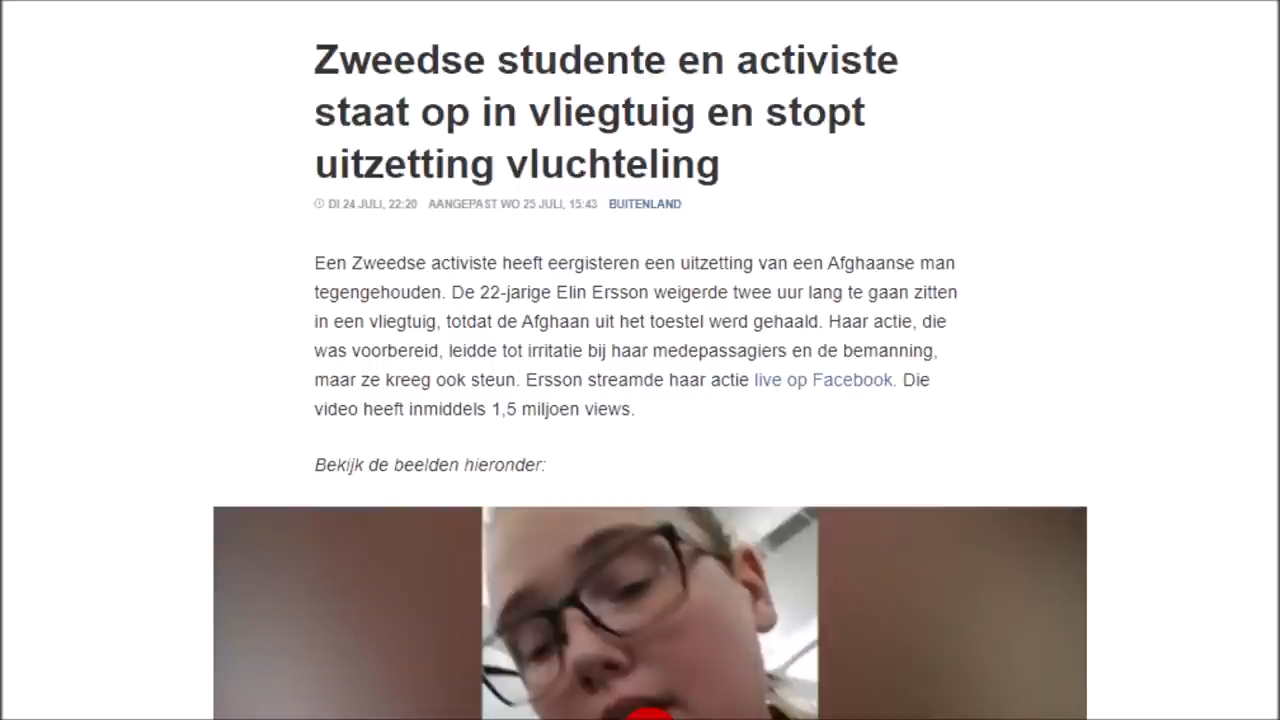 Zweedse studente en activiste
staat op in vliegtuig en stopt
uitzetting vluchteling
DI 24 JULI, 22:20 AANGEPAST WO 25 JULI, 15:43 BUITENLAND
Een Zweedse activiste heeft eergisteren een uitzetting van een Afghaanse man
tegengehouden. De 22-jarige Elin Ersson weigerde twee uur lang te gaan zitten
in een vliegtuig, totdat de Afghaan uit het toestel werd gehaald. Haar actie, die
was voorbereid, leidde tot irritatie bij haar medepassagiers en de bemanning,
maar ze kreeg ook steun. Ersson streamde haar actie live op Facebook. Die
video heeft inmiddels 1,5 miljoen views.
Bekijk de beelden hieronder: